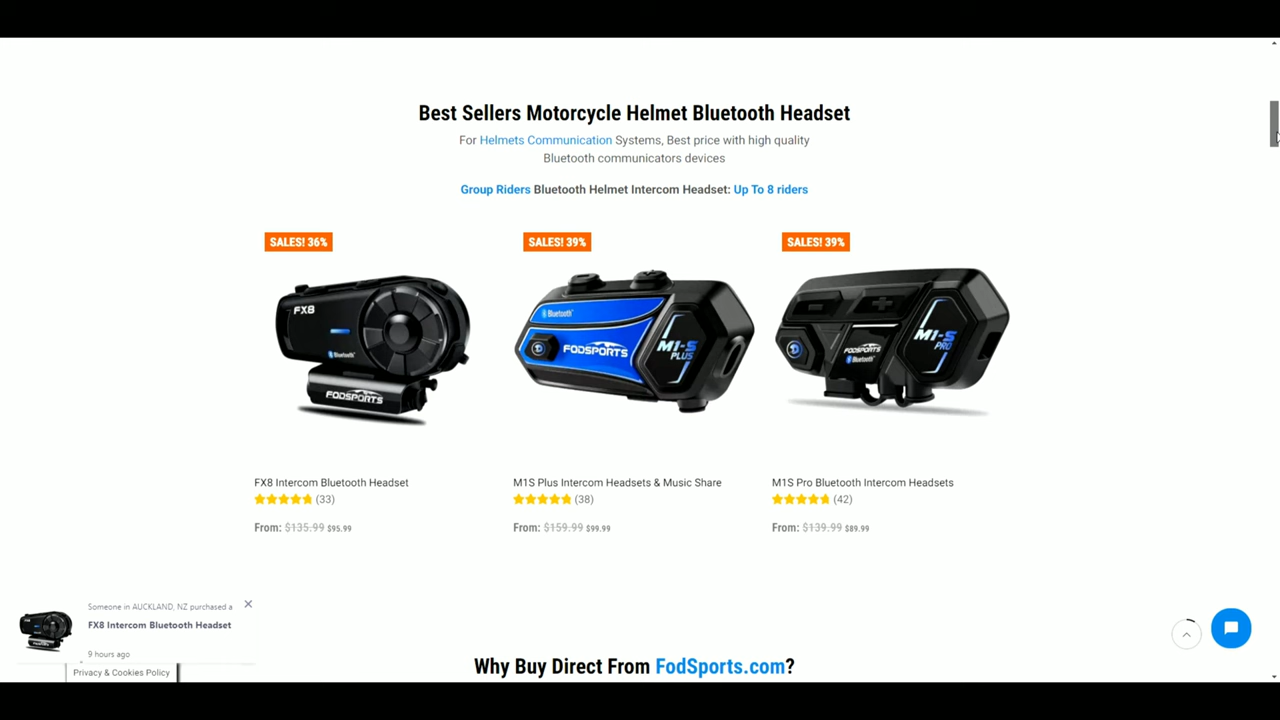 Best Sellers Motorcycle Helmet Bluetooth Headset
For Helmets Communication Systems, Best price with high quality
Bluetooth communicators devices
Group Riders Bluetooth Helmet Intercom Headset: Up To 8 riders
SALES! 36%
SALES! 39%
SALES! 39%
FX8
Bluetooth
FODSPORTS
Bluetooth
FODSPORTS
M1-S
PLUS
FODSPORTS
Bluetooth
M1-S
PRO
FX8 Intercom Bluetooth Headset
(33)
From: $135.99 $95.99
M1S Plus Intercom Headsets & Music Share
(38)
From: $159.99 $99.99
M1S Pro Bluetooth Intercom Headsets
(42)
From: $139.99 $89.99
Someone in AUCKLAND, NZ purchased a
FX8 Intercom Bluetooth Headset
9 hours ago
Privacy & Cookies Policy
Why Buy Direct From FodSports.com?